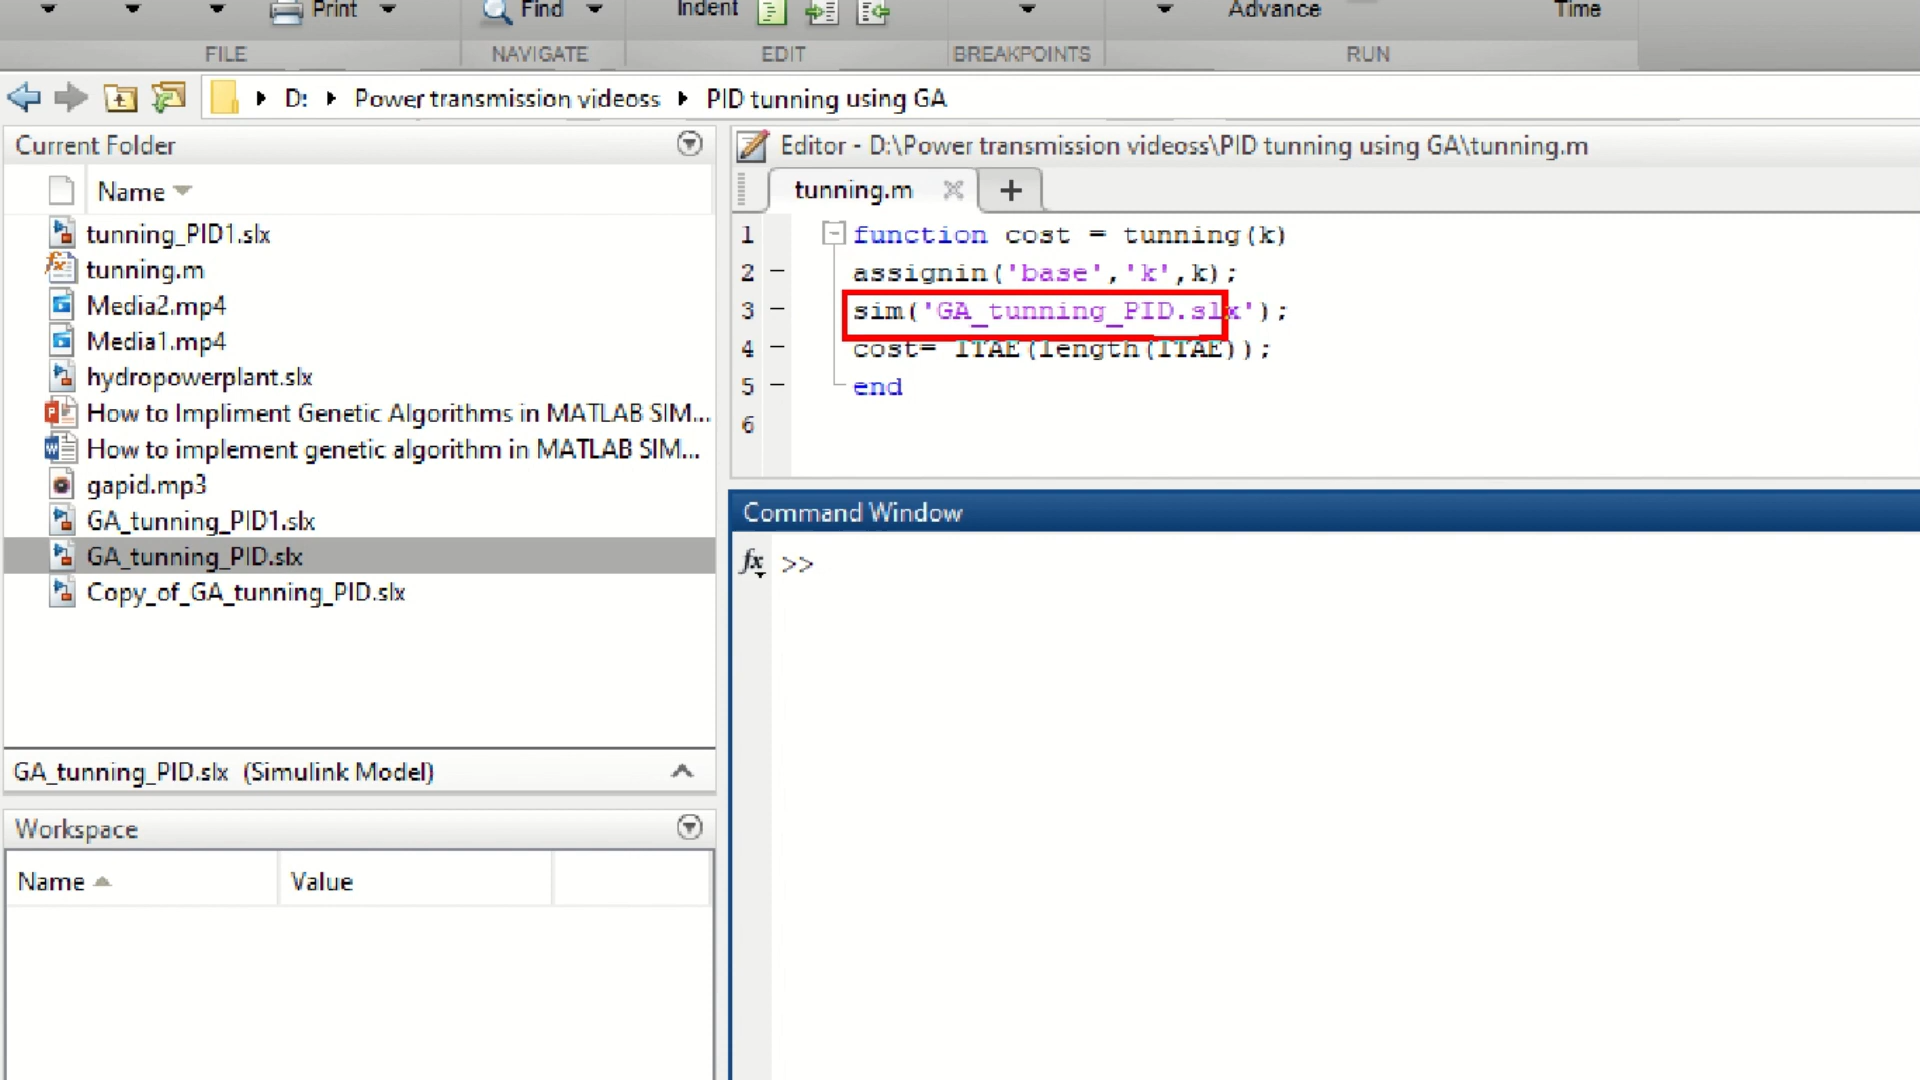 Print Find Indent Advance Time
FILE NAVIGATE EDIT BREAKPOINTS RUN
D: Power transmission videoss PID tunning using GA
Current Folder
Name
tunning_PID1.slx
tunning.m
Media2.mp4
Media1.mp4
hydropowerplant.slx
How to Impliment Genetic Algorithms in MATLAB SIM...
How to implement genetic algorithm in MATLAB SIM...
gapid.mp3
GA_tunning_PID1.slx
GA_tunning_PID.slx
Copy_of_GA_tunning_PID.slx
GA_tunning_PID.slx (Simulink Model)
Workspace
Name Value
Editor - D:\Power transmission videoss\PID tunning using GA\tunning.m
tunning.m
1 function cost = tunning(k)
2 assignin('base','k',k);
3 sim('GA_tunning_PID.slx');
4 cost= ITAE(length(ITAE));
5 end
6
Command Window
fx >>